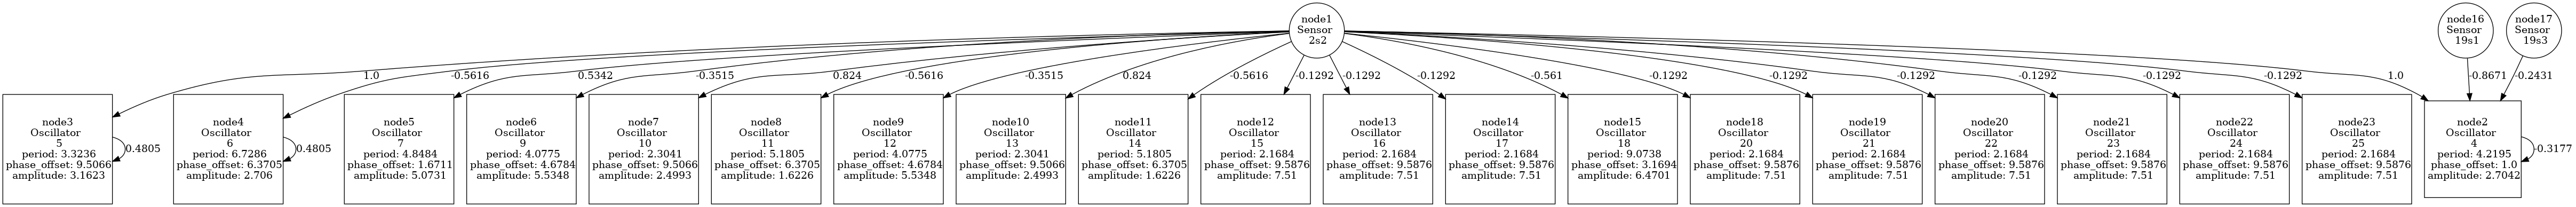 node1
Sensor
2s2
node16
Sensor
19s1
node17
Sensor
19s3
1.0
-0.5616
0.5342
-0.3515
0.824
-0.5616
-0.3515
0.824
-0.5616
-0.1292
-0.1292
-0.1292
-0.561
-0.1292
-0.1292
-0.1292
-0.1292
-0.1292
-0.1292
1.0
-0.8671
-0.2431
node3
Oscillator
5
period: 3.3236
phase_offset: 9.5066
amplitude: 3.1623
0.4805
node4
Oscillator
6
period: 6.7286
phase_offset: 6.3705
amplitude: 2.706
0.4805
node5
Oscillator
7
period: 4.8484
phase_offset: 1.6711
amplitude: 5.0731
node6
Oscillator
9
period: 4.0775
phase_offset: 4.6784
amplitude: 5.5348
node7
Oscillator
10
period: 2.3041
phase_offset: 9.5066
amplitude: 2.4993
node8
Oscillator
11
period: 5.1805
phase_offset: 6.3705
amplitude: 1.6226
node9
Oscillator
12
period: 4.0775
phase_offset: 4.6784
amplitude: 5.5348
node10
Oscillator
13
period: 2.3041
phase_offset: 9.5066
amplitude: 2.4993
node11
Oscillator
14
period: 5.1805
phase_offset: 6.3705
amplitude: 1.6226
node12
Oscillator
15
period: 2.1684
phase_offset: 9.5876
amplitude: 7.51
node13
Oscillator
16
period: 2.1684
phase_offset: 9.5876
amplitude: 7.51
node14
Oscillator
17
period: 2.1684
phase_offset: 9.5876
amplitude: 7.51
node15
Oscillator
18
period: 9.0738
phase_offset: 3.1694
amplitude: 6.4701
node18
Oscillator
20
period: 2.1684
phase_offset: 9.5876
amplitude: 7.51
node19
Oscillator
21
period: 2.1684
phase_offset: 9.5876
amplitude: 7.51
node20
Oscillator
22
period: 2.1684
phase_offset: 9.5876
amplitude: 7.51
node21
Oscillator
23
period: 2.1684
phase_offset: 9.5876
amplitude: 7.51
node22
Oscillator
24
period: 2.1684
phase_offset: 9.5876
amplitude: 7.51
node23
Oscillator
25
period: 2.1684
phase_offset: 9.5876
amplitude: 7.51
node2
Oscillator
4
period: 4.2195
phase_offset: 1.0
amplitude: 2.7042
-0.3177